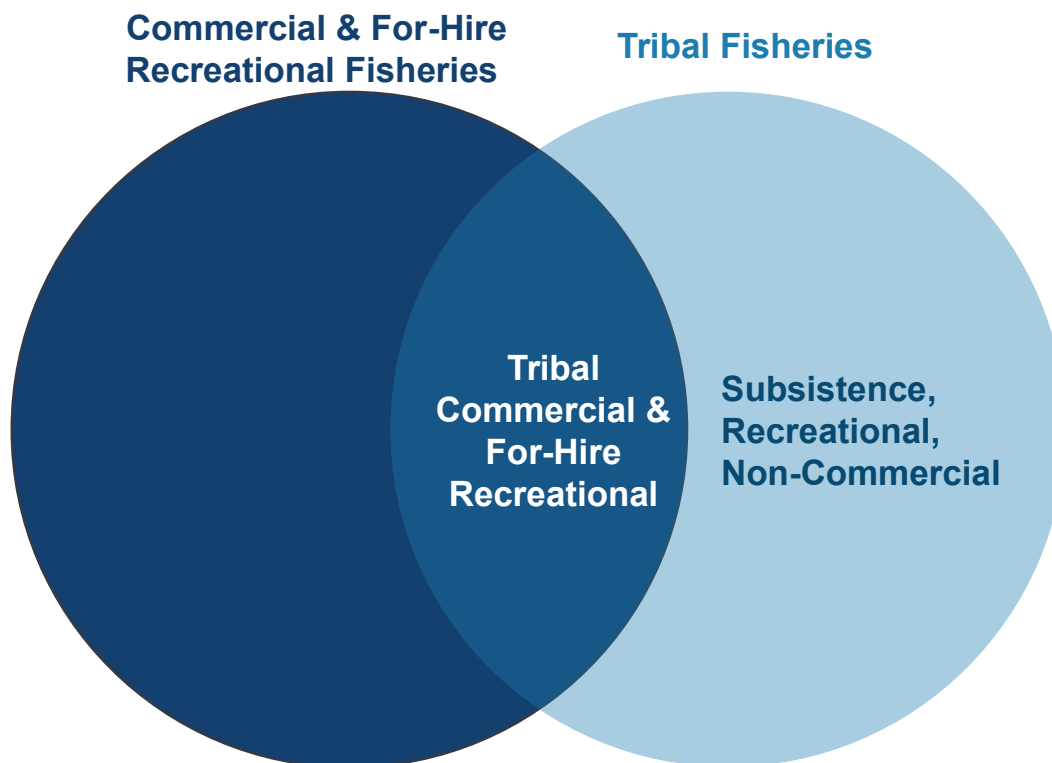 Commercial & For-Hire
Recreational Fisheries
Tribal Fisheries
Tribal
Commercial &
For-Hire
Recreational
Subsistence,
Recreational,
Non-Commercial